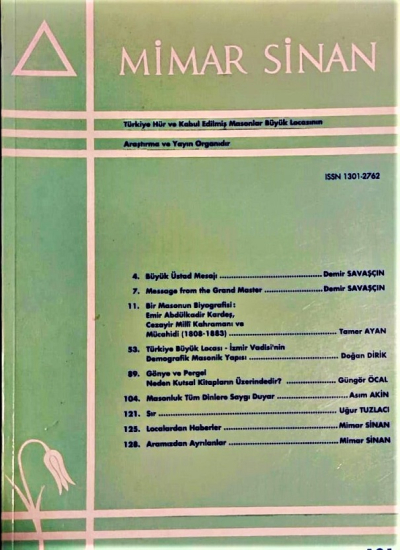 MİMAR SİNAN
Türkiye Hür ve Kabul Edilmiş Masonlar Büyük Locasının
Araştırma ve Yayın Organıdır
ISSN 1301-2762
4. Büyük Üstad Mesajı ........ Demir SAVAŞÇIN
7. Message from the Grand Master ........ Demir SAVAŞÇIN
11. Bir Masonun Biyografisi :
Emir Abdülkadir Kardeş,
Cezayir Millî Kahramanı ve
Mücahidi (1808-1883) ........ Tamer AYAN
53. Türkiye Büyük Locası - İzmir Vadisi'nin
Demografik Masonik Yapısı ........ Doğan DİRİK
89. Gönye ve Pergel
Neden Kutsal Kitapların Üzerindedir? ........ Güngör ÖCAL
104. Masonluk Tüm Dinlere Saygı Duyar ........ Asım AKİN
121. Sır ........ Uğur TUZLACI
125. Localardan Haberler ........ Mimar SİNAN
128. Aramızdan Ayrılanlar ........ Mimar SİNAN